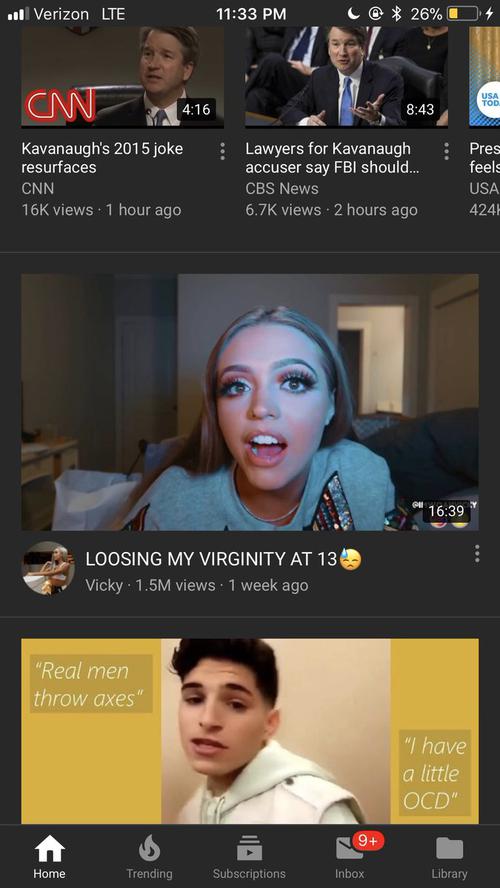 Verizon LTE 11:33 PM 26%
CNN 4:16
8:43
USA
TOD
Kavanaugh's 2015 joke
resurfaces
CNN
16K views · 1 hour ago
Lawyers for Kavanaugh
accuser say FBI should...
CBS News
6.7K views · 2 hours ago
Pres
feels
USA
424K
16:39
LOOSING MY VIRGINITY AT 13😓
Vicky · 1.5M views · 1 week ago
"Real men
throw axes"
"I have
a little
OCD"
9+
Home Trending Subscriptions Inbox Library